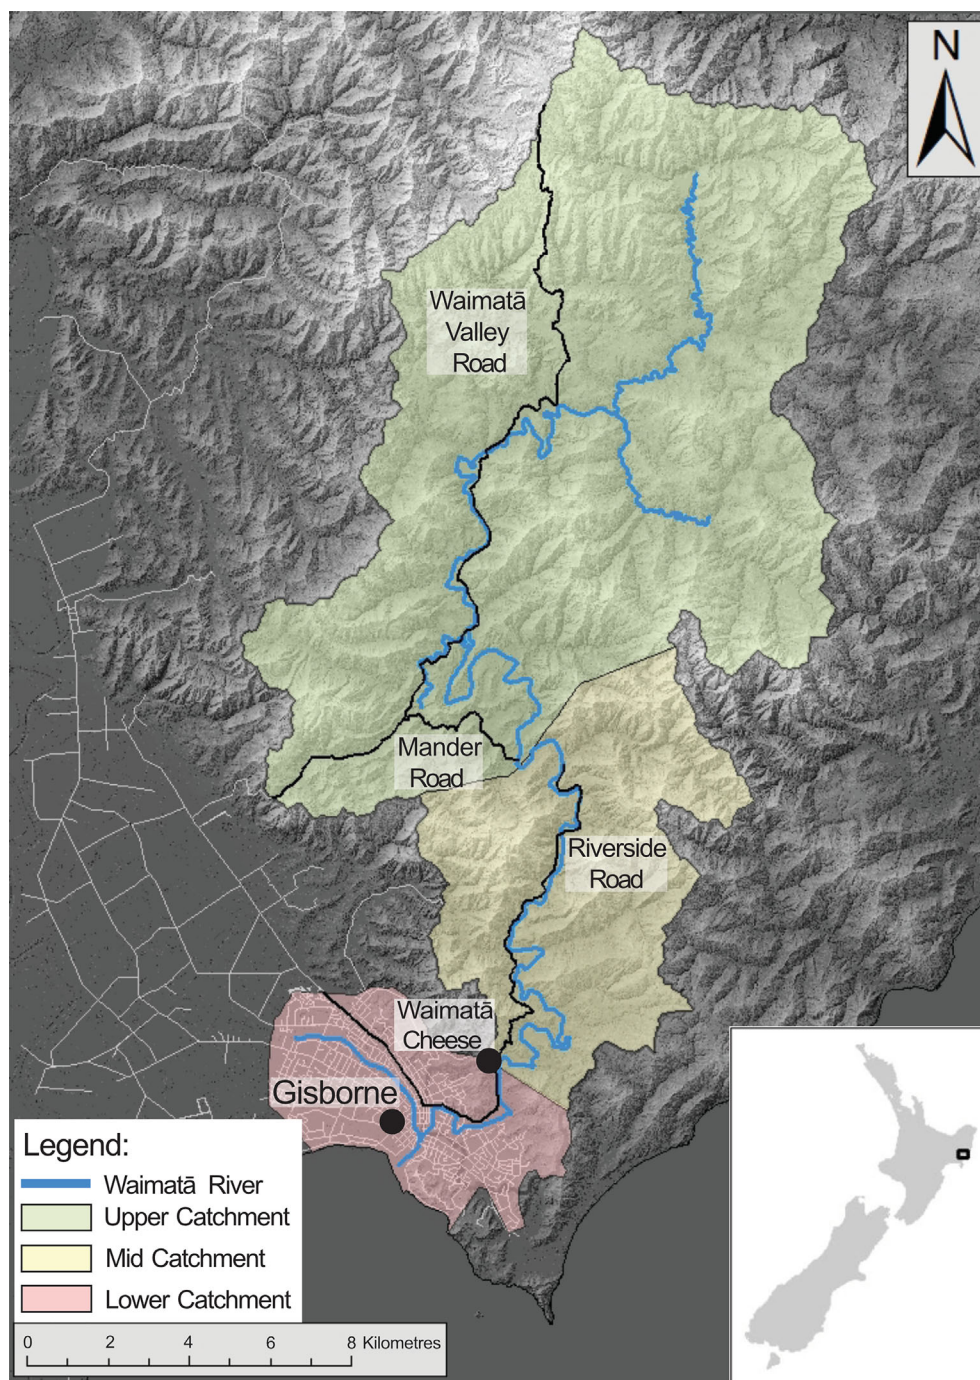 N
Waimatā
Valley
Road
Mander
Road
Riverside
Road
Waimatā
Cheese
Gisborne
Legend:
Waimatā River
Upper Catchment
Mid Catchment
Lower Catchment
0 2 4 6 8 Kilometres